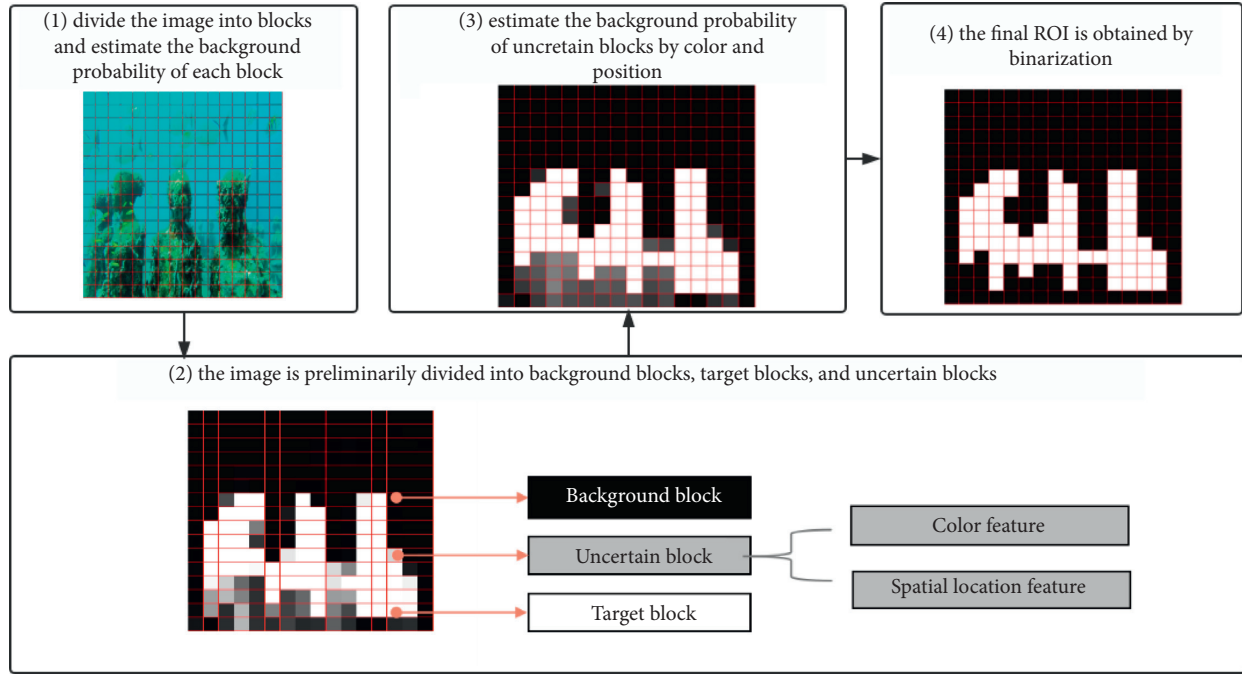 (1) divide the image into blocks
and estimate the background
probability of each block
(3) estimate the background probability
of uncretain blocks by color and
position
(4) the final ROI is obtained by
binarization
(2) the image is preliminarily divided into background blocks, target blocks, and uncertain blocks
Background block
Uncertain block
Target block
Color feature
Spatial location feature